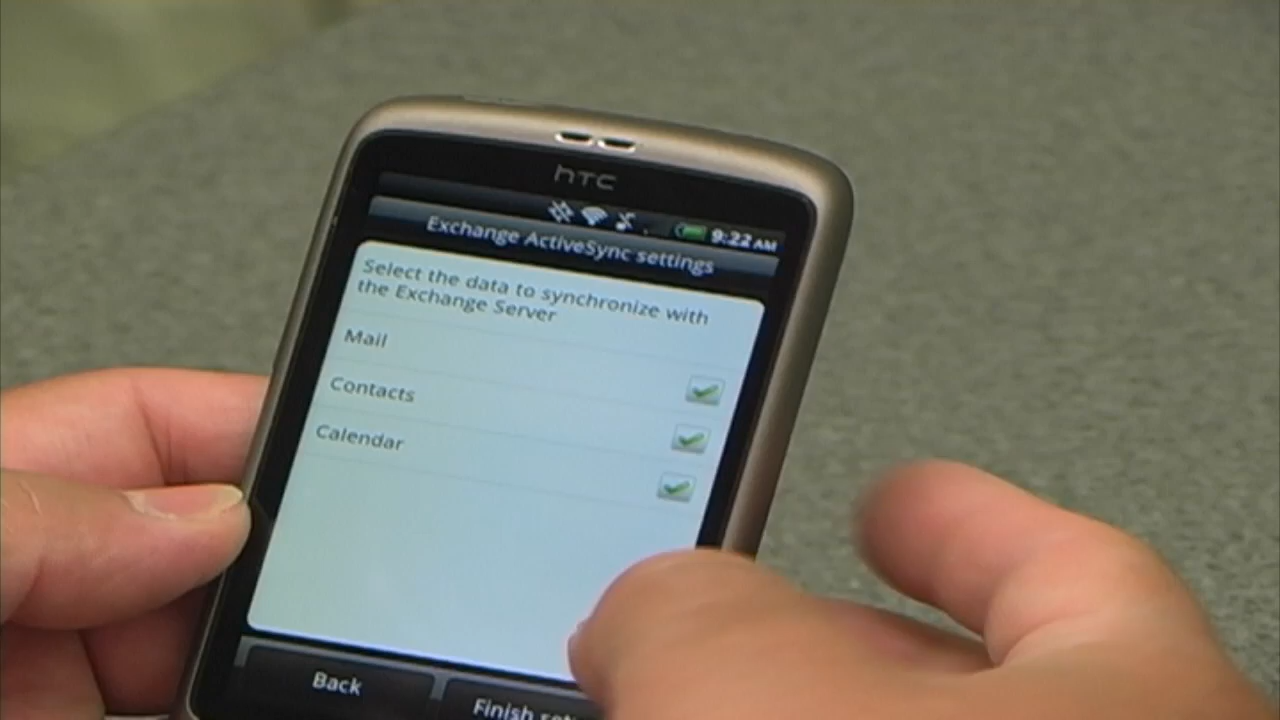 hTC
9:22 AM
Exchange ActiveSync settings
Select the data to synchronize with
the Exchange Server
Mail
Contacts
Calendar
Back
Finish